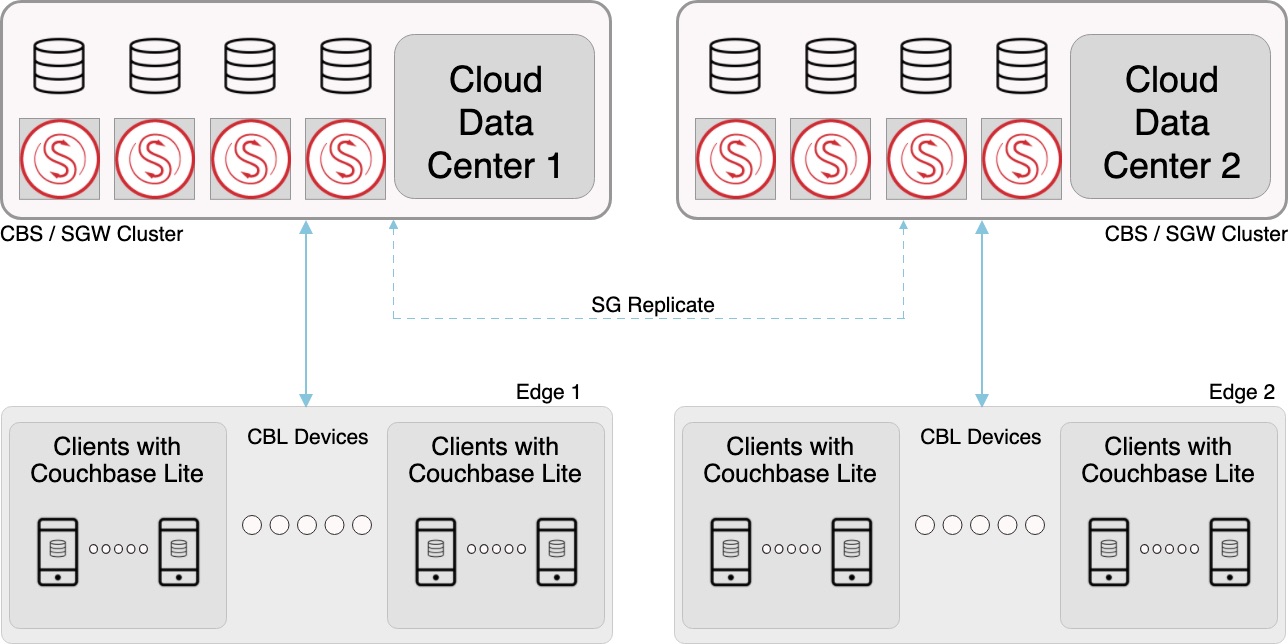 Cloud
Data
Center 1
Cloud
Data
Center 2
CBS / SGW Cluster
CBS / SGW Cluster
SG Replicate
Edge 1
Edge 2
Clients with
Couchbase Lite
CBL Devices
Clients with
Couchbase Lite
Clients with
Couchbase Lite
CBL Devices
Clients with
Couchbase Lite